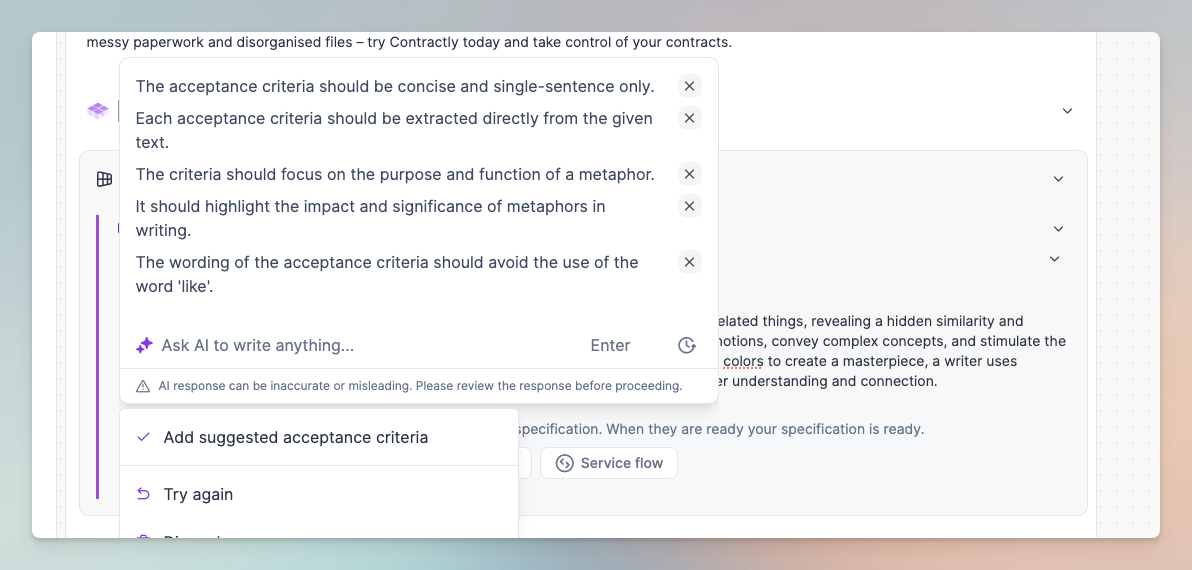 messy paperwork and disorganised files – try Contractly today and take control of your contracts.
The acceptance criteria should be concise and single-sentence only.
Each acceptance criteria should be extracted directly from the given
text.
The criteria should focus on the purpose and function of a metaphor.
It should highlight the impact and significance of metaphors in
writing.
The wording of the acceptance criteria should avoid the use of the
word 'like'.
Ask AI to write anything...
Enter
AI response can be inaccurate or misleading. Please review the response before proceeding.
things, revealing a hidden similarity and
convey complex concepts, and stimulate the
colors to create a masterpiece, a writer uses
understanding and connection.
specification. When they are ready your specification is ready.
Service flow
Add suggested acceptance criteria
Try again